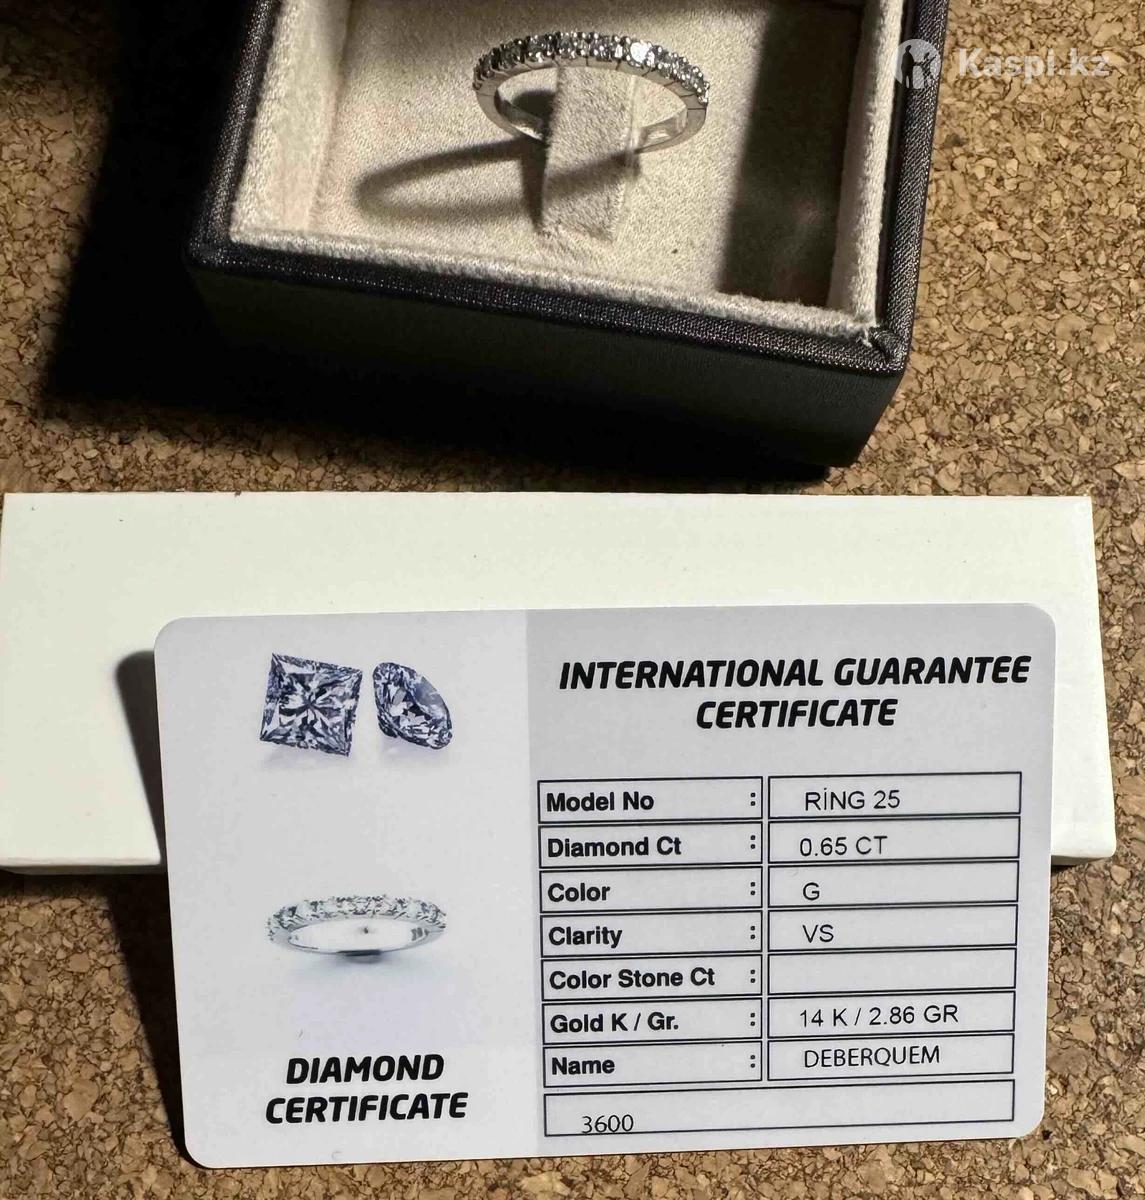 Kaspi.kz
INTERNATIONAL GUARANTEE
CERTIFICATE
Model No : RİNG 25
Diamond Ct : 0.65 CT
Color : G
Clarity : VS
Color Stone Ct :
Gold K / Gr. : 14 K / 2.86 GR
Name : DEBERQUEM
3600
DIAMOND
CERTIFICATE